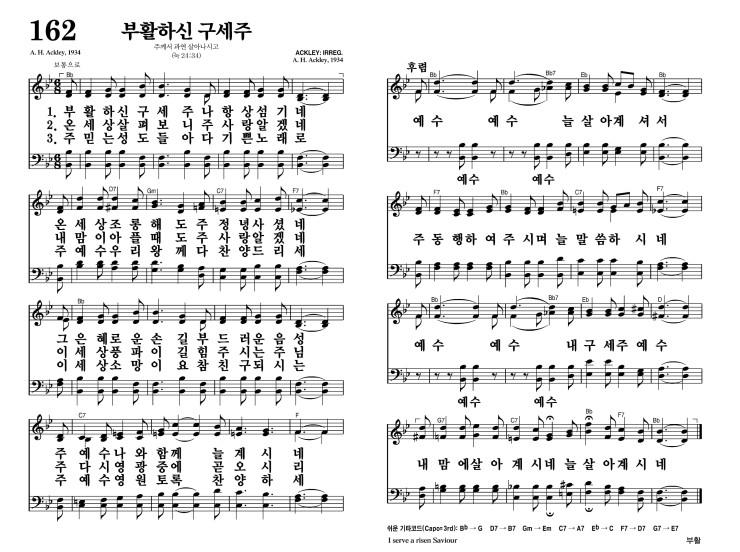 162
부활하신 구세주
주께서 과연 살아나시고
(눅 24:34)
A. H. Ackley, 1934
ACKLEY: IRREG.
A. H. Ackley, 1934
보통으로
Bb
1. 부 활 하신 구 세 주 나 항 상 섬 기 네
2. 온 세 상살 펴 보 니 주 사 랑 알 겠 네
3. 주 믿 는성 도 들 아 다 기 쁜 노 래 로
D7 Gm C7 F7
온 세 상조 롱 해 도 주 정 녕 사 셨 네
내 맘 이아 플 때 도 주 사 랑 알 겠 네
주 예 수우 리 왕 께 다 찬 양 드 리 세
Bb
그 은 혜로 운 손 길 부 드 러운 음 성
이 세 상풍 파 이 길 힘 주 시는 주 님
이 세 상소 망 이 요 참 친 구되 시 는
C7 F
주 예 수나 와 함께 늘 계 시 네
주 다 시영 광 중에 곧 오 시 리
주 예 수영 원 토록 찬 양 하 세
후렴
Bb Bb7 Eb Bb
예수 예수 늘 살아계 셔 서
예수 예수
F7 Bb C7 F7
주 동 행하 여 주 시며 늘 말 씀하 시 네
Bb Bb7 Eb D
예수 예수 내 구 세주 예 수
예수 예수
G7 C7 Bb F7 Bb
내 맘 에살 아 계 시네 늘 살 아계 시 네
쉬운 기타코드(Capo=3rd): Bb → G D7 → B7 Gm → Em C7 → A7 Eb → C F7 → D7 G7 → E7
I serve a risen Saviour
부활